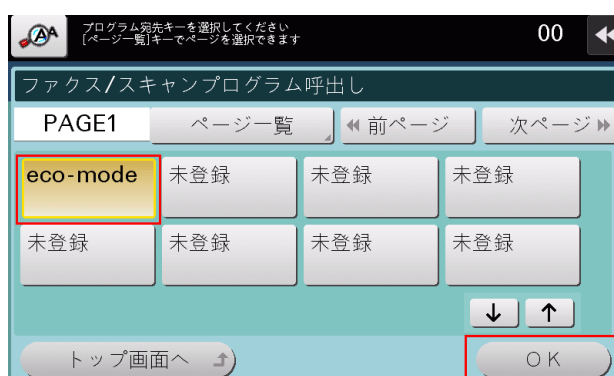 プログラム宛先キーを選択してください
[ページ一覧]キーでページを選択できます
00
ファクス/スキャンプログラム呼出し
PAGE1 ページ一覧 前ページ 次ページ
eco-mode 未登録 未登録 未登録
未登録 未登録 未登録 未登録
↓ ↑
トップ画面へ OK